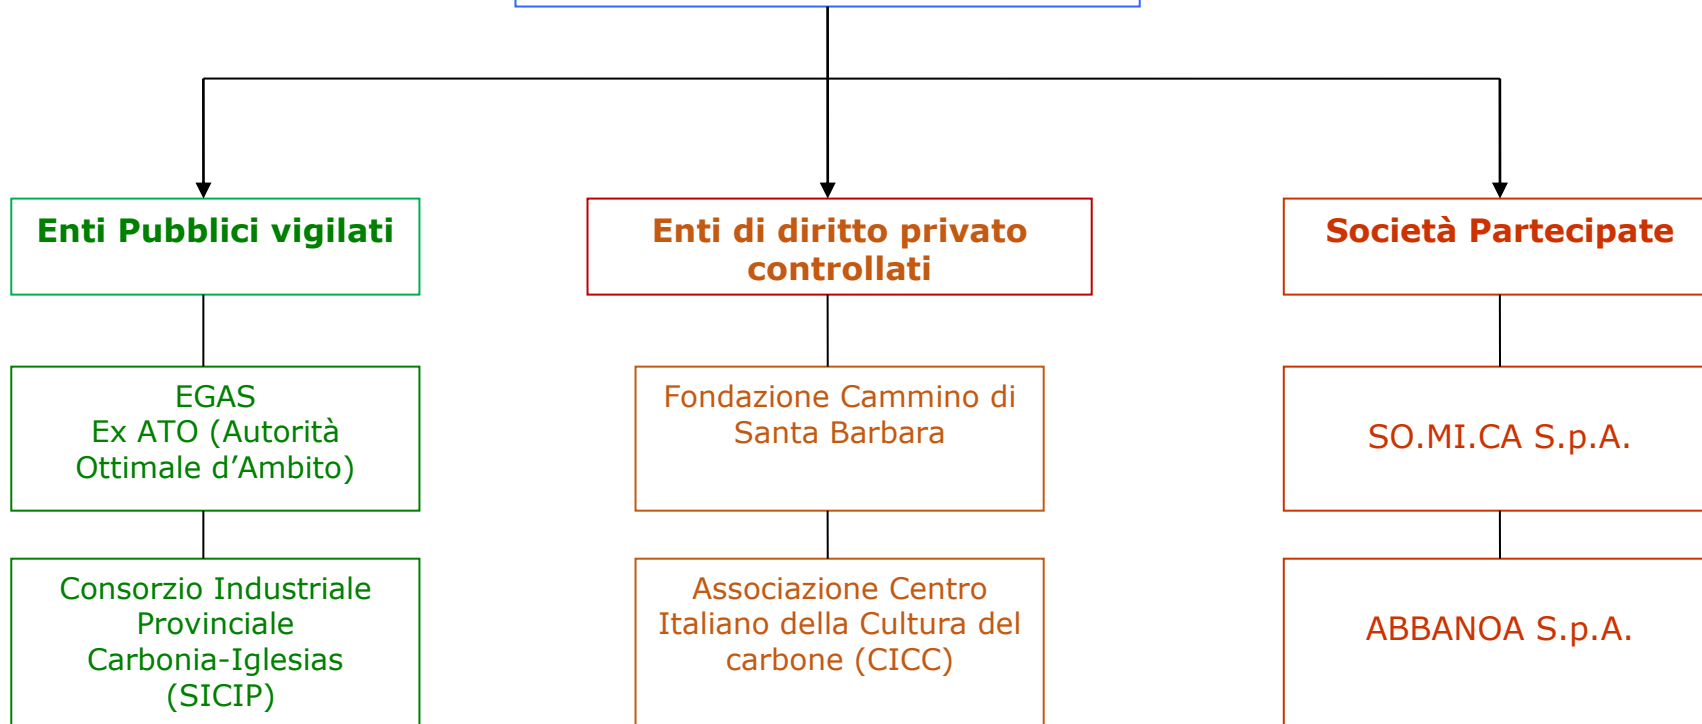 Enti Pubblici vigilati
Enti di diritto privato
controllati
Società Partecipate
EGAS
Ex ATO (Autorità
Ottimale d’Ambito)
Fondazione Cammino di
Santa Barbara
SO.MI.CA S.p.A.
Consorzio Industriale
Provinciale
Carbonia-Iglesias
(SICIP)
Associazione Centro
Italiano della Cultura del
carbone (CICC)
ABBANOA S.p.A.